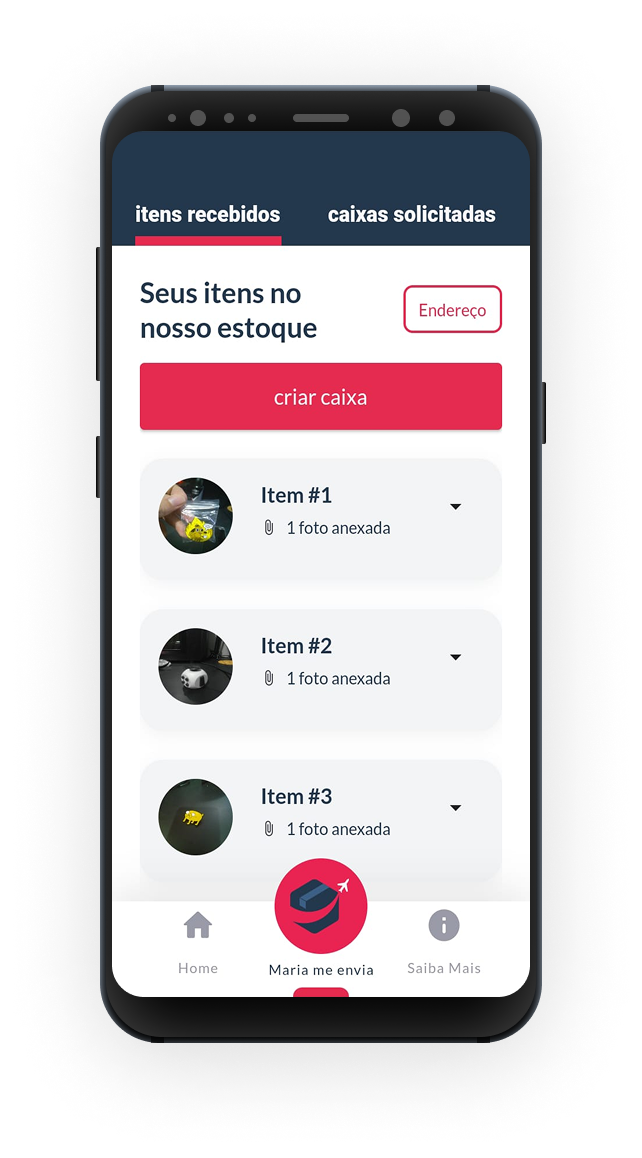 itens recebidos
caixas solicitadas
Seus itens no
nosso estoque
Endereço
criar caixa
Item #1
1 foto anexada
Item #2
1 foto anexada
Item #3
1 foto anexada
Home
Maria me envia
Saiba Mais